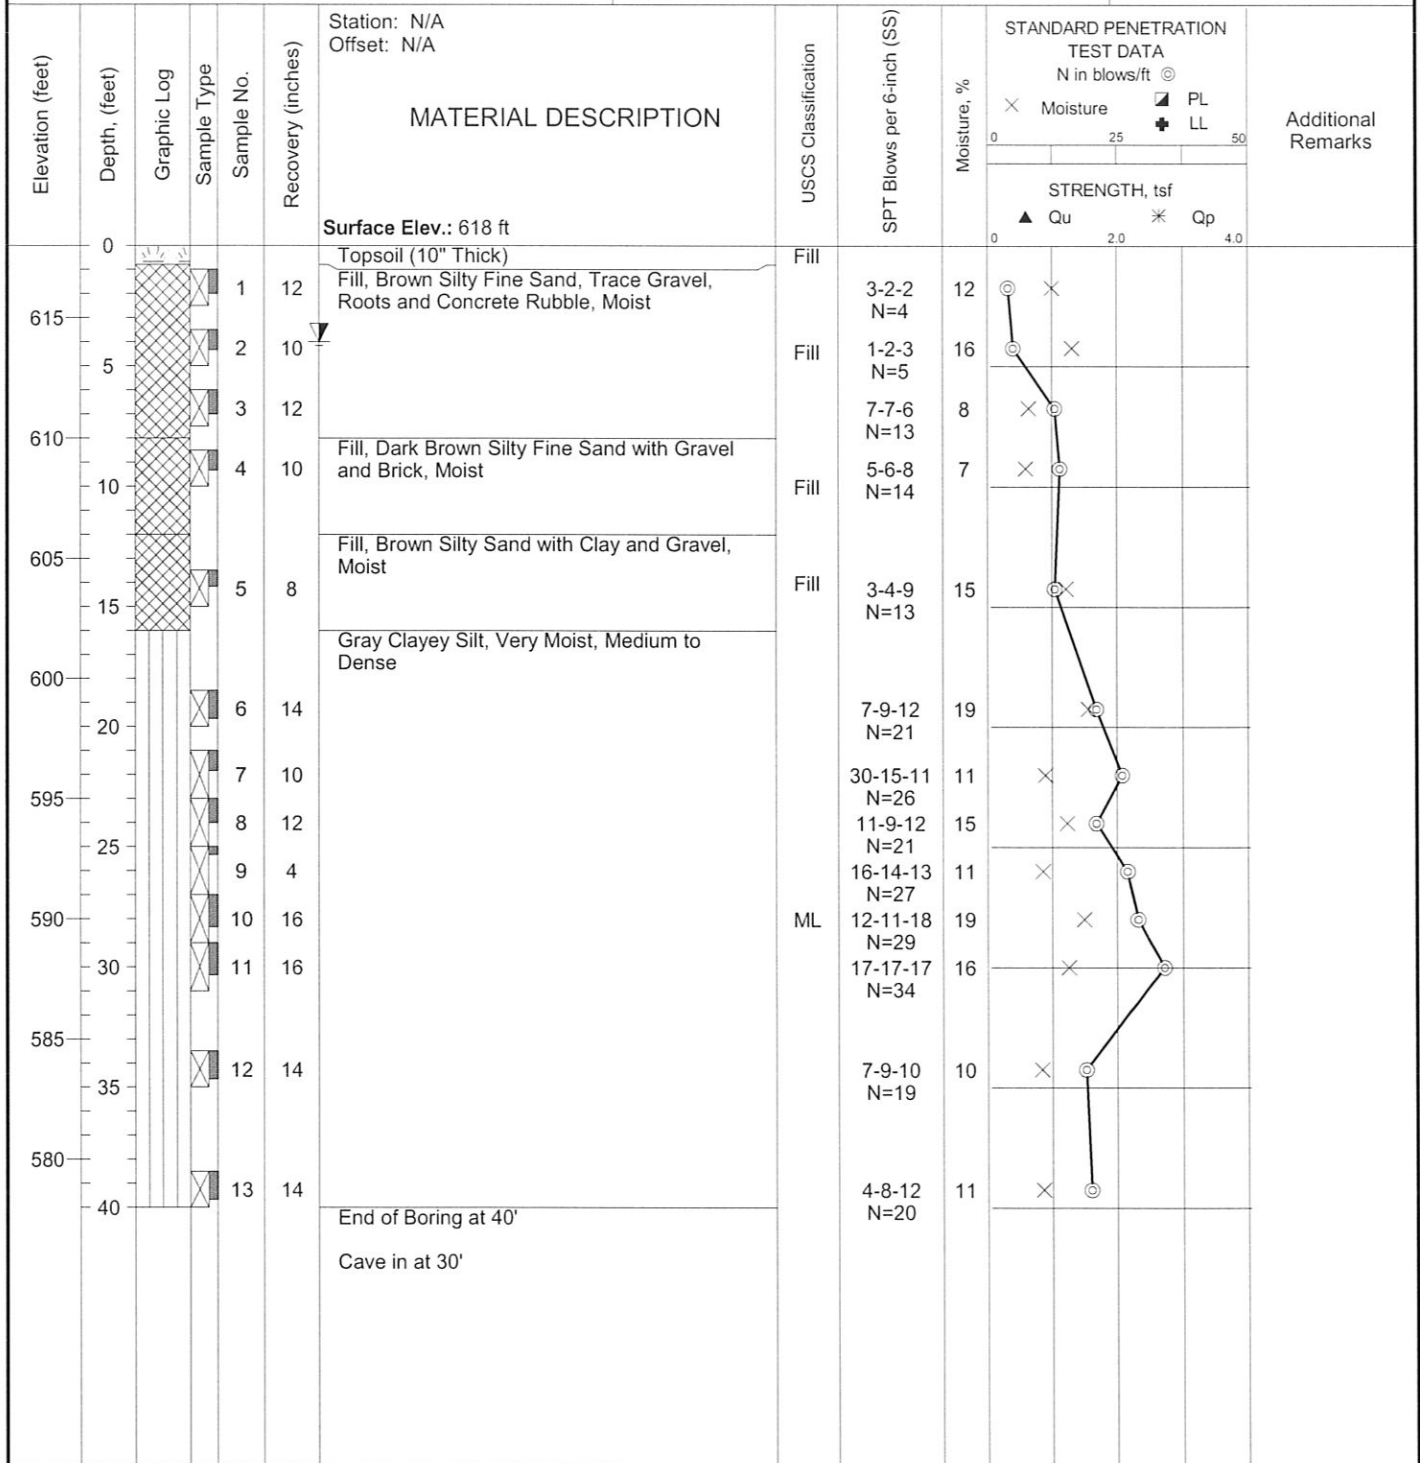 Station: N/A
Offset: N/A
Elevation (feet)
Depth, (feet)
Graphic Log
Sample Type
Sample No.
Recovery (inches)
MATERIAL DESCRIPTION
Surface Elev.: 618 ft
USCS Classification
SPT Blows per 6-inch (SS)
Moisture, %
STANDARD PENETRATION
TEST DATA
N in blows/ft
Moisture
PL
LL
0 25 50
STRENGTH, tsf
Qu Qp
0 2.0 4.0
Additional
Remarks
0
Topsoil (10" Thick)
Fill
Fill, Brown Silty Fine Sand, Trace Gravel,
Roots and Concrete Rubble, Moist
1 12 3-2-2 12
N=4
615
2 10 Fill 1-2-3 16
N=5
5
3 12 7-7-6 8
N=13
610
Fill, Dark Brown Silty Fine Sand with Gravel
and Brick, Moist
4 10 5-6-8 7
N=14
10
Fill
Fill, Brown Silty Sand with Clay and Gravel,
Moist
605
5 8 Fill 3-4-9 15
N=13
15
Gray Clayey Silt, Very Moist, Medium to
Dense
600
6 14 7-9-12 19
N=21
20
7 10 30-15-11 11
N=26
595
8 12 11-9-12 15
N=21
25
9 4 16-14-13 11
N=27
590
10 16 ML 12-11-18 19
N=29
30
11 16 17-17-17 16
N=34
585
12 14 7-9-10 10
N=19
35
580
13 14 4-8-12 11
N=20
40
End of Boring at 40'
Cave in at 30'